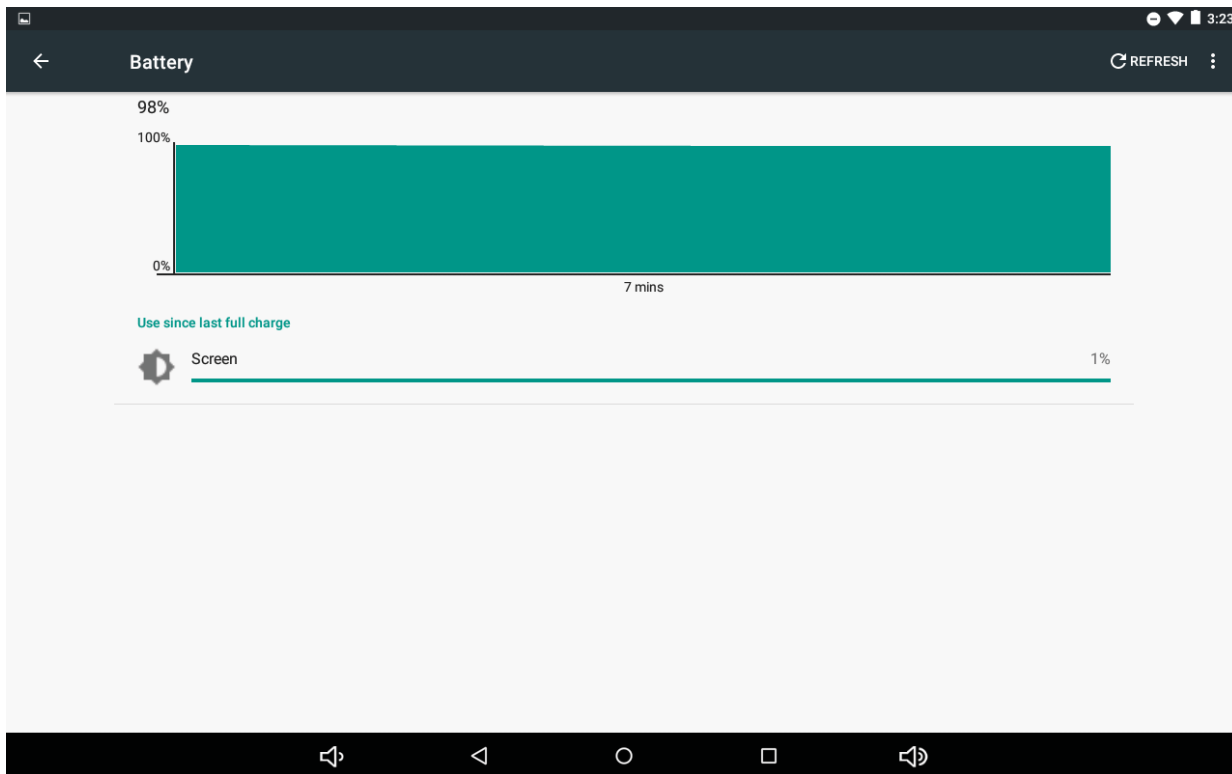 3:23
Battery
REFRESH
98%
100%
0%
7 mins
Use since last full charge
Screen 1%